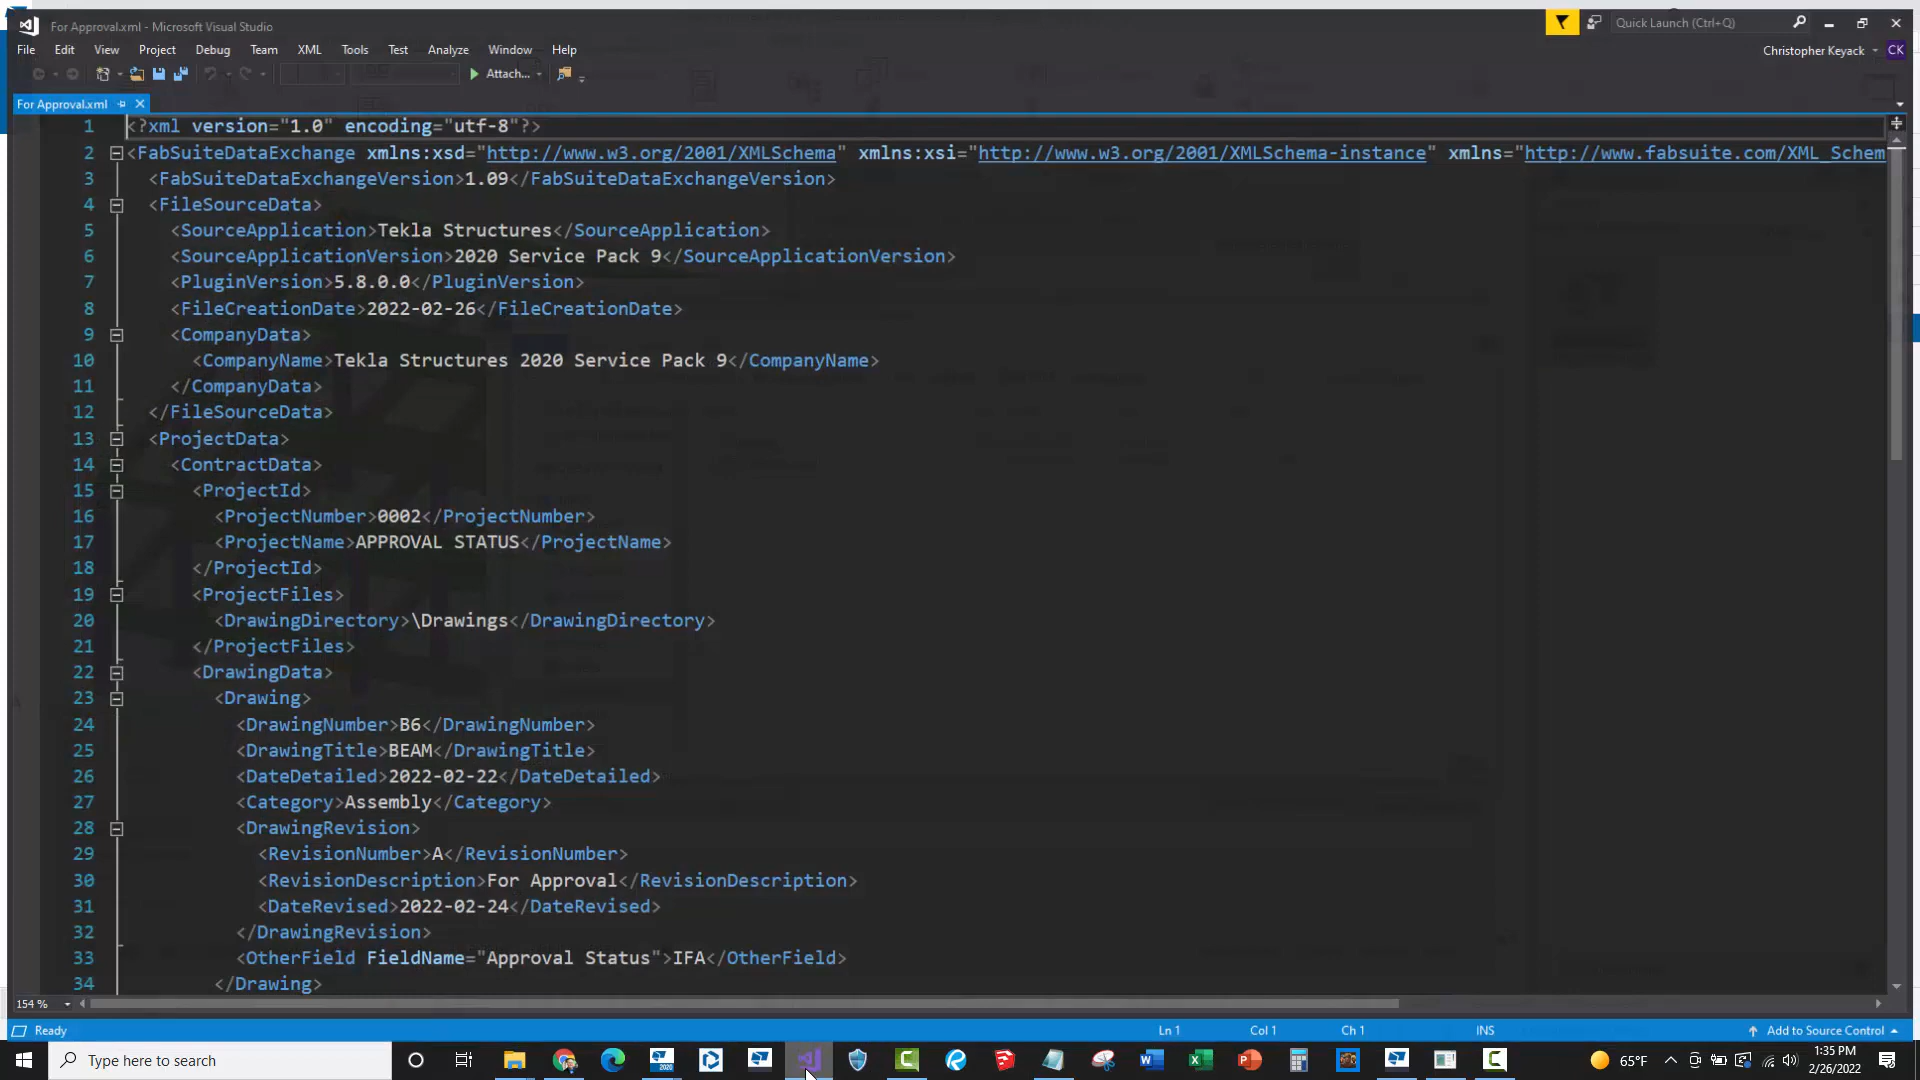 For Approval.xml - Microsoft Visual Studio
Quick Launch (Ctrl+Q)
File Edit View Project Debug Team XML Tools Test Analyze Window Help
Christopher Keyack CK
Attach...
For Approval.xml
1 <?xml version="1.0" encoding="utf-8"?>
2 <FabSuiteDataExchange xmlns:xsd="http://www.w3.org/2001/XMLSchema" xmlns:xsi="http://www.w3.org/2001/XMLSchema-instance" xmlns="http://www.fabsuite.com/XML_Schem
3 <FabSuiteDataExchangeVersion>1.09</FabSuiteDataExchangeVersion>
4 <FileSourceData>
5 <SourceApplication>Tekla Structures</SourceApplication>
6 <SourceApplicationVersion>2020 Service Pack 9</SourceApplicationVersion>
7 <PluginVersion>5.8.0.0</PluginVersion>
8 <FileCreationDate>2022-02-26</FileCreationDate>
9 <CompanyData>
10 <CompanyName>Tekla Structures 2020 Service Pack 9</CompanyName>
11 </CompanyData>
12 </FileSourceData>
13 <ProjectData>
14 <ContractData>
15 <ProjectId>
16 <ProjectNumber>0002</ProjectNumber>
17 <ProjectName>APPROVAL STATUS</ProjectName>
18 </ProjectId>
19 <ProjectFiles>
20 <DrawingDirectory>\Drawings</DrawingDirectory>
21 </ProjectFiles>
22 <DrawingData>
23 <Drawing>
24 <DrawingNumber>B6</DrawingNumber>
25 <DrawingTitle>BEAM</DrawingTitle>
26 <DateDetailed>2022-02-22</DateDetailed>
27 <Category>Assembly</Category>
28 <DrawingRevision>
29 <RevisionNumber>A</RevisionNumber>
30 <RevisionDescription>For Approval</RevisionDescription>
31 <DateRevised>2022-02-24</DateRevised>
32 </DrawingRevision>
33 <OtherField FieldName="Approval Status">IFA</OtherField>
34 </Drawing>
154 %
Ready Ln 1 Col 1 Ch 1 INS Add to Source Control
Type here to search
2020
65°F
1:35 PM
2/26/2022